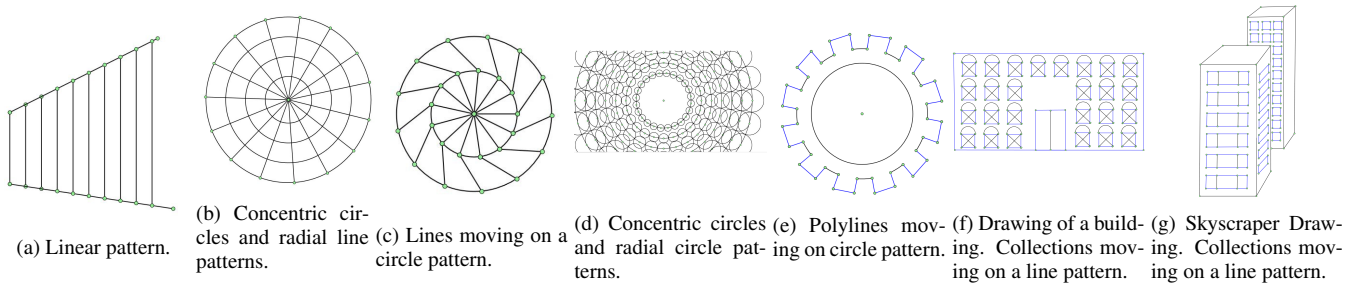 (a) Linear pattern.
(b) Concentric cir-
cles and radial line
patterns.
(c) Lines moving on a
circle pattern.
(d) Concentric circles
and radial circle pat-
terns.
(e) Polylines mov-
ing on circle pattern.
(f) Drawing of a build-
ing. Collections mov-
ing on a line pattern.
(g) Skyscraper Draw-
ing. Collections mov-
ing on a line pattern.